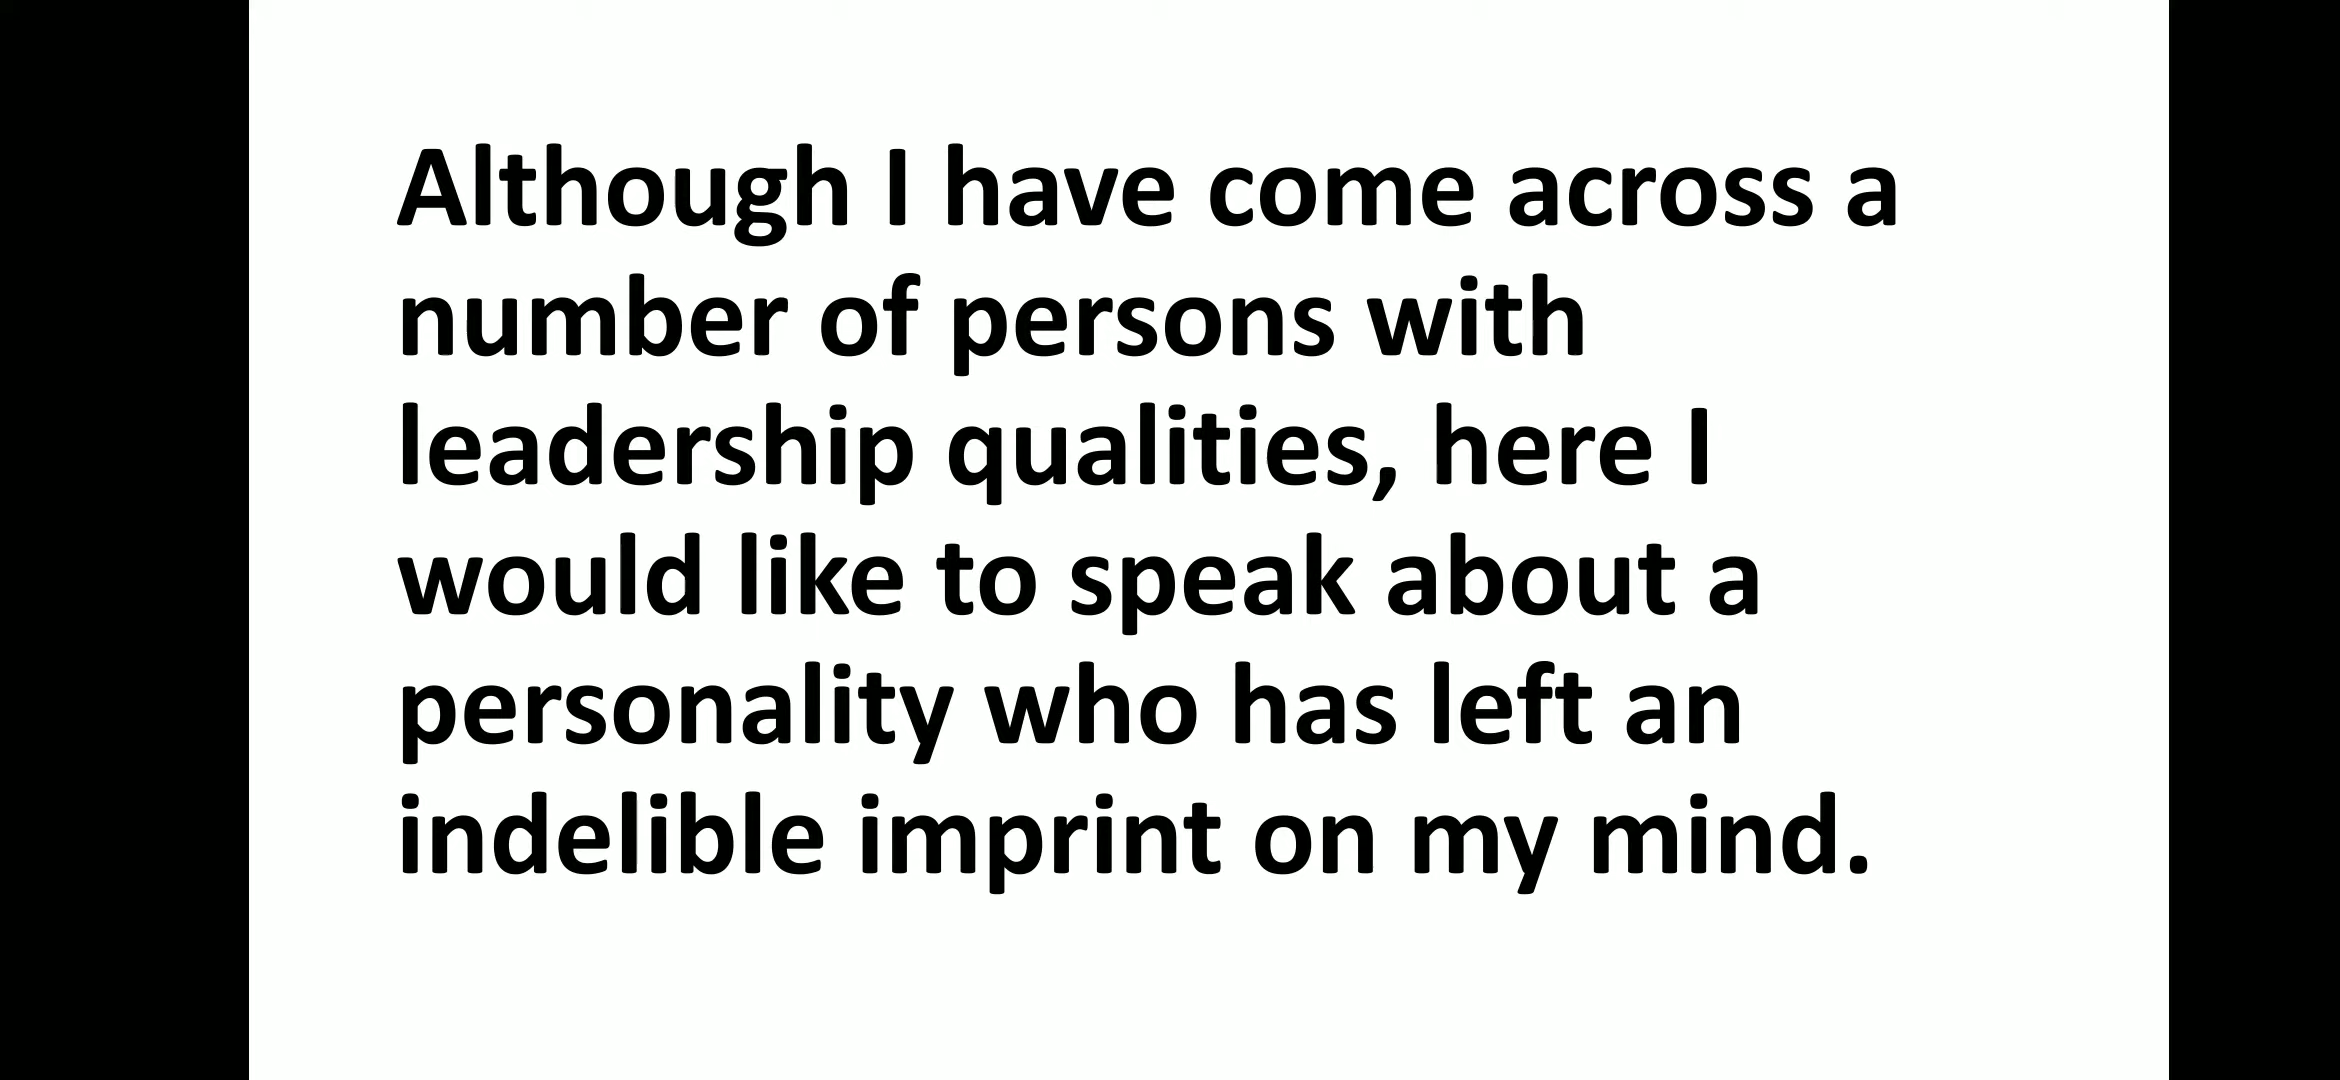 Although I have come across a
number of persons with
leadership qualities, here I
would like to speak about a
personality who has left an
indelible imprint on my mind.